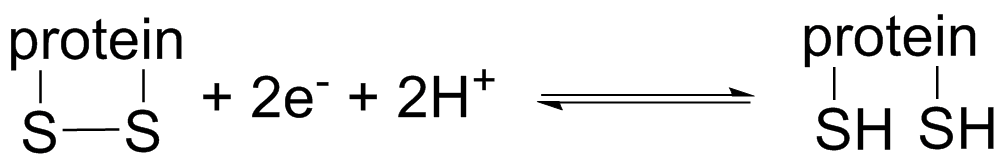 protein protein
S S + 2e⁻ + 2H⁺ SH SH